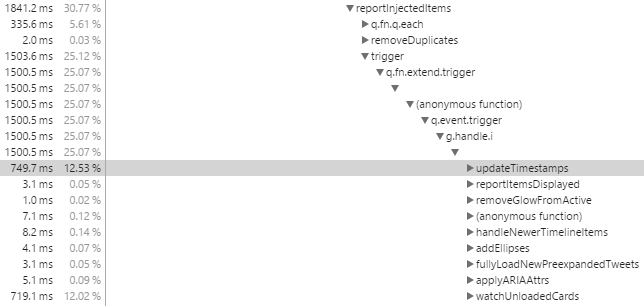 1841.2 ms 30.77 % ▼ reportInjectedItems
335.6 ms 5.61 % ▶ q.fn.q.each
2.0 ms 0.03 % ▶ removeDuplicates
1503.6 ms 25.12 % ▼ trigger
1500.5 ms 25.07 % ▼ q.fn.extend.trigger
1500.5 ms 25.07 % ▼
1500.5 ms 25.07 % ▼ (anonymous function)
1500.5 ms 25.07 % ▼ q.event.trigger
1500.5 ms 25.07 % ▼ g.handle.i
1500.5 ms 25.07 % ▼
749.7 ms 12.53 % ▶ updateTimestamps
3.1 ms 0.05 % ▶ reportItemsDisplayed
1.0 ms 0.02 % ▶ removeGlowFromActive
7.1 ms 0.12 % ▶ (anonymous function)
8.2 ms 0.14 % ▶ handleNewerTimelineItems
4.1 ms 0.07 % ▶ addEllipses
3.1 ms 0.05 % ▶ fullyLoadNewPreexpandedTweets
5.1 ms 0.09 % ▶ applyARIAAttrs
719.1 ms 12.02 % ▶ watchUnloadedCards